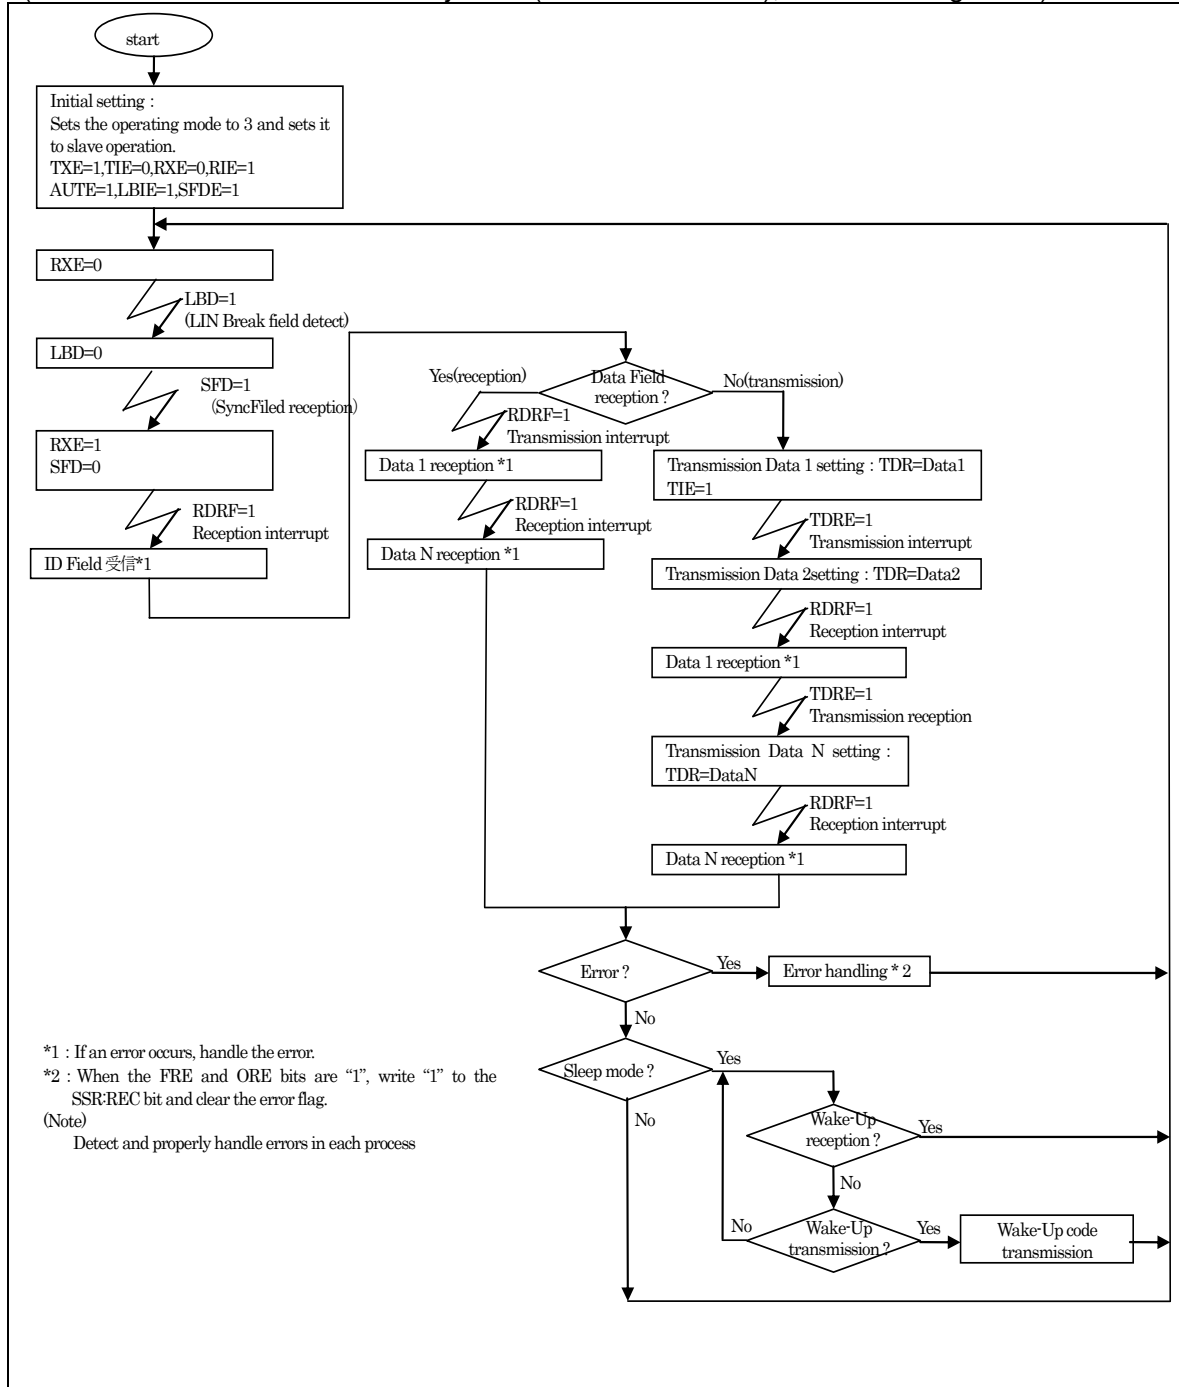 start
Initial setting :
Sets the operating mode to 3 and sets it
to slave operation.
TXE=1,TIE=0,RXE=0,RIE=1
AUTE=1,LBIE=1,SFDE=1
RXE=0
LBD=1
(LIN Break field detect)
LBD=0
SFD=1
(SyncFiled reception)
RXE=1
SFD=0
RDRF=1
Reception interrupt
ID Field 受信*1
Data Field
reception ?
Yes(reception)
No(transmission)
RDRF=1
Transmission interrupt
Data 1 reception *1
RDRF=1
Reception interrupt
Data N reception *1
Transmission Data 1 setting : TDR=Data1
TIE=1
TDRE=1
Transmission interrupt
Transmission Data 2setting : TDR=Data2
RDRF=1
Reception interrupt
Data 1 reception *1
TDRE=1
Transmission reception
Transmission Data N setting :
TDR=DataN
RDRF=1
Reception interrupt
Data N reception *1
Error ?
Yes
Error handling * 2
No
Sleep mode ?
Yes
No
Wake-Up
reception ?
Yes
No
Wake-Up
transmission ?
No
Yes
Wake-Up code
transmission
*1 : If an error occurs, handle the error.
*2 : When the FRE and ORE bits are “1”, write “1” to the
SSR:REC bit and clear the error flag.
(Note)
Detect and properly handle errors in each process